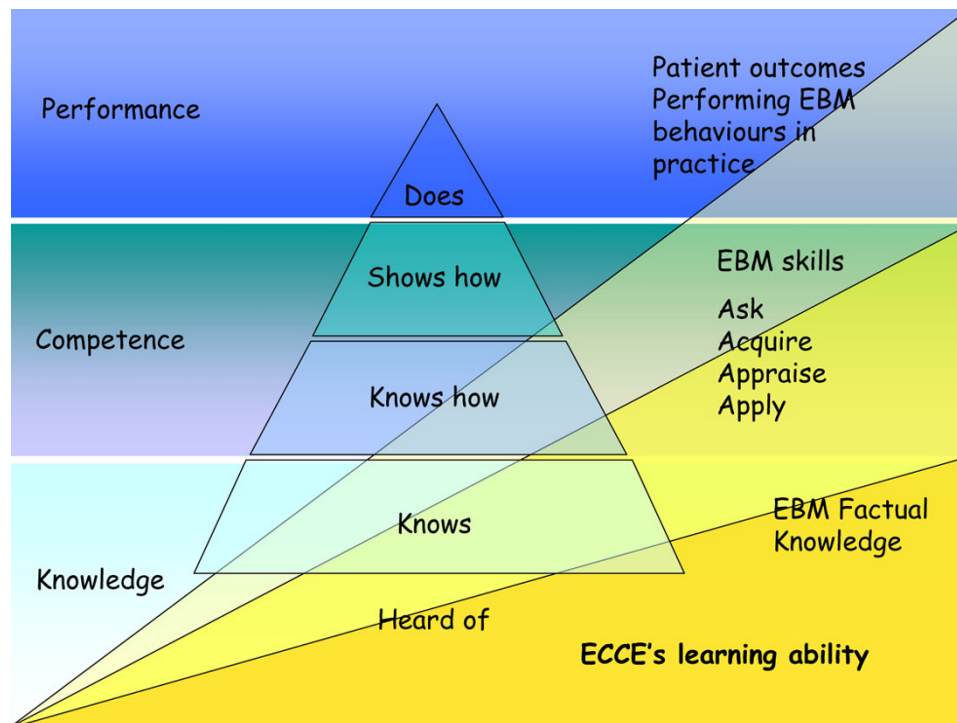 Performance
Patient outcomes
Performing EBM
behaviours in
practice
Does
Shows how
EBM skills
Competence
Ask
Acquire
Appraise
Apply
Knows how
Knows
EBM Factual
Knowledge
Knowledge
Heard of
ECCE's learning ability